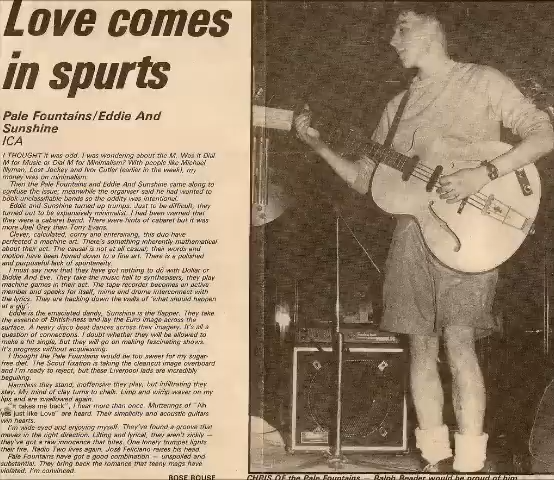 Love comes
in spurts
Pale Fountains/Eddie And
Sunshine
ICA
I THOUGHT it was odd. I was wondering about the M. Was it Dial
M for Music or Dial M for Minimalism? With people like Michael
Nyman, Lost Jockey and Ivor Cutler (earlier in the week), my
money was on minimalism.
Then the Pale Fountains and Eddie And Sunshine came along to
confuse the issue; meanwhile the organiser said he had wanted to
book unclassifiable bands so the oddity was intentional.
Eddie and Sunshine turned up trumps. Just to be difficult, they
turned out to be expansively minimalist. I had been warned that
they were a cabaret band. There were hints of cabaret but it was
more Joel Grey than Tony Evans.
Clever, calculated, corny and entertaining, this duo have
perfected a machine art. There's something inherently mathematical
about their act. The casual is not at all casual, their words and
motion have been honed down to a fine art. There is a polished
and purposeful lack of spontaneity.
I must say now that they have got nothing to do with Dollar or
Biddie And Eve. They take the music hall to synthesisers, they play
machine games in their act. The tape recorder becomes an active
member and speaks for itself, mime and drama interconnect with
the lyrics. They are tracking down the walls of 'what should happen
at a gig'.
Eddie is the emaciated dandy, Sunshine is the flapper. They take
the essence of British-ness and lay the Euro image across the
surface. A heavy disco beat dances across their imagery. It's all a
question of connections. I doubt whether they will be allowed to
make a hit single, but they will go on making fascinating shows.
It's progress without acquiescing.
I thought the Pale Fountains would be too sweet for my sugar-
free diet. The Scout fixation is taking the cleancut image overboard
and I'm ready to reject, but these Liverpool lads are incredibly
beguiling.
Harmless they stand, inoffensive they play, but infiltrating they
stay. My mind of clay turns to chalk. Limp and wimp waver on my
lips and are swallowed again.
"It takes me back", I hear more once. Mutterings of "Ah
yes just like Love" are heard. Their simplicity and acoustic guitars
win hearts.
I'm wide eyed and enjoying myself. They've found a groove that
moves in the right direction. Lilting and lyrical, they aren't sickly —
they've got a raw innocence that bites. One lonely trumpet lights
their fire, Radio Two lives again, José Feliciano raises his head.
Pale Fountains have got a good combination — unspoiled and
substantial. They bring back the romance that teeny mags have
violated. I'm convinced.
ROSE ROUSE
CHRIS OF the Pale Fountains — Ralph Reader would be proud of him